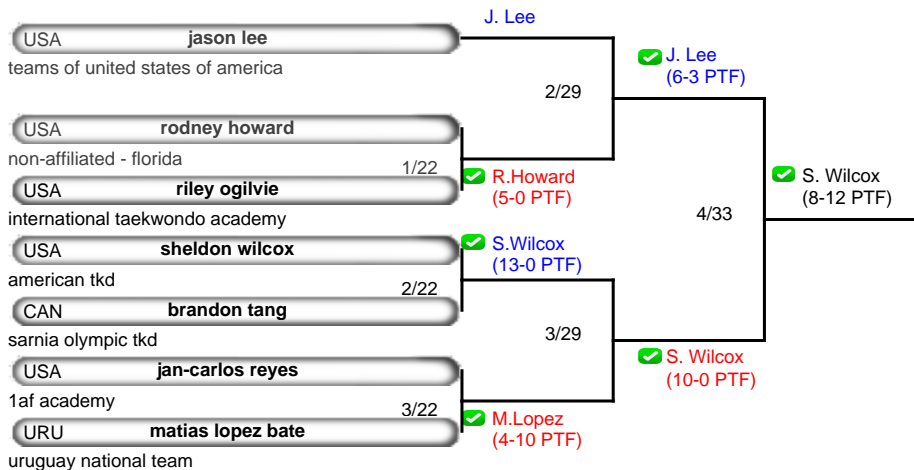 USA jason lee
teams of united states of america
J. Lee
2/29
J. Lee
(6-3 PTF)
USA rodney howard
non-affiliated - florida
1/22
USA riley ogilvie
international taekwondo academy
R.Howard
(5-0 PTF)
4/33
S. Wilcox
(8-12 PTF)
USA sheldon wilcox
american tkd
2/22
S.Wilcox
(13-0 PTF)
CAN brandon tang
sarnia olympic tkd
3/29
S. Wilcox
(10-0 PTF)
USA jan-carlos reyes
1af academy
3/22
URU matias lopez bate
uruguay national team
M.Lopez
(4-10 PTF)